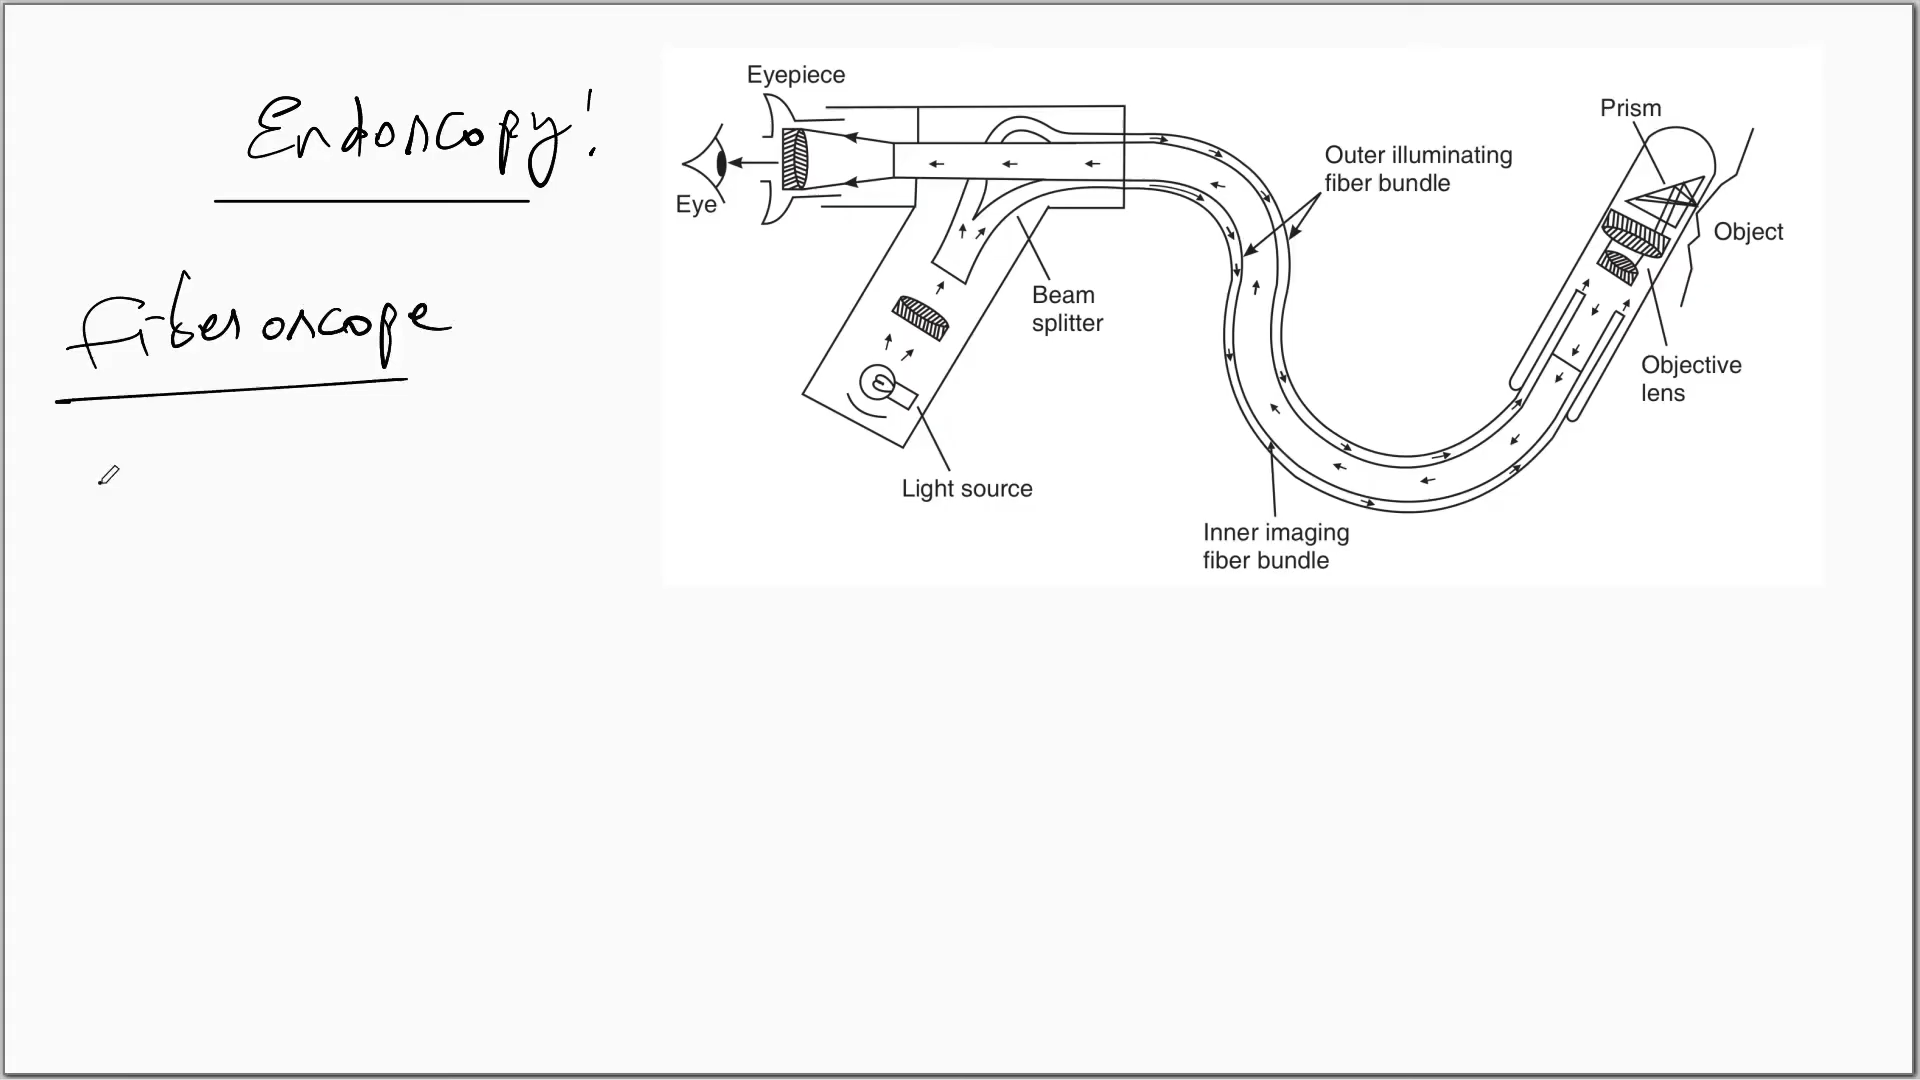 Endoscopy:
Fiberoscope
Eyepiece
Eye
Beam
splitter
Light source
Outer illuminating
fiber bundle
Inner imaging
fiber bundle
Prism
Object
Objective
lens